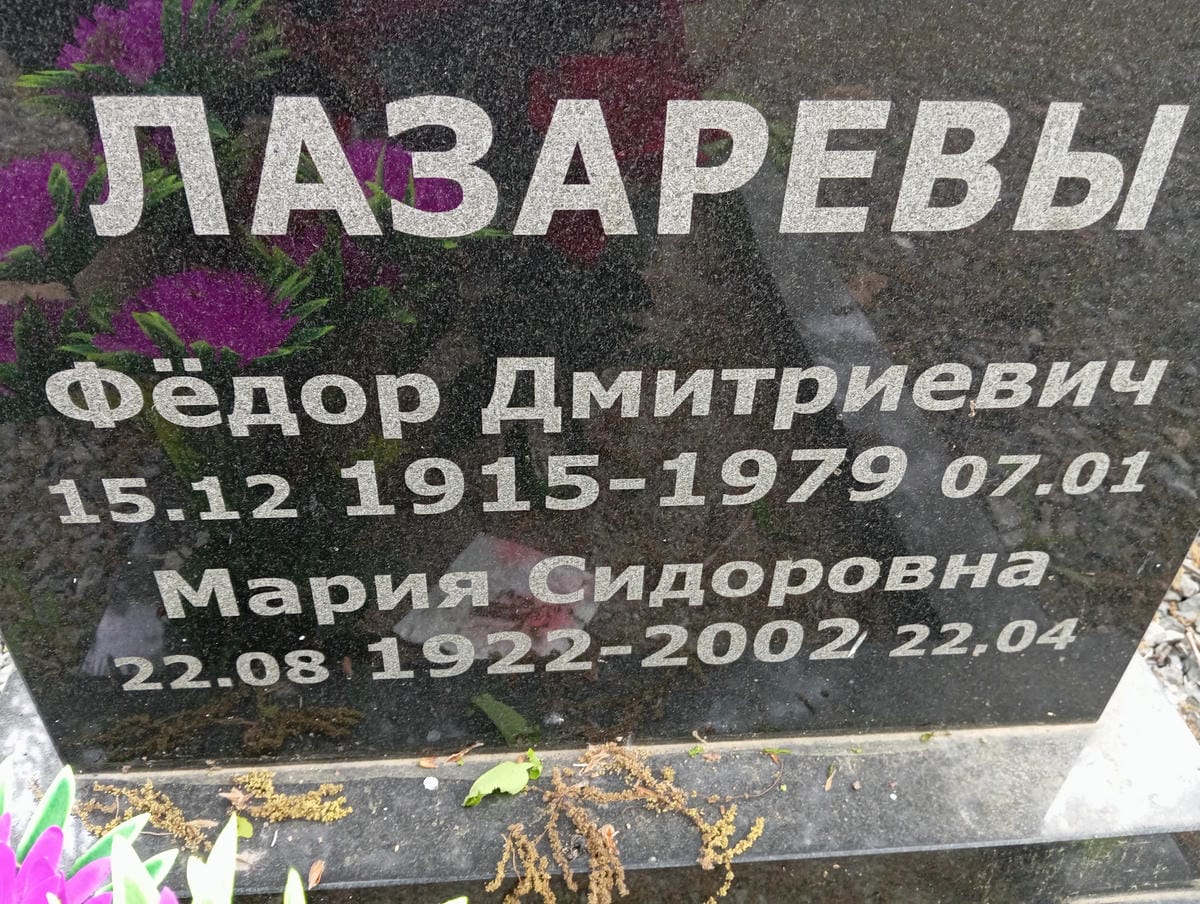 ЛАЗАРЕВЫ
Фёдор Дмитриевич
15.12 1915-1979 07.01
Мария Сидоровна
22.08 1922-2002 22.04